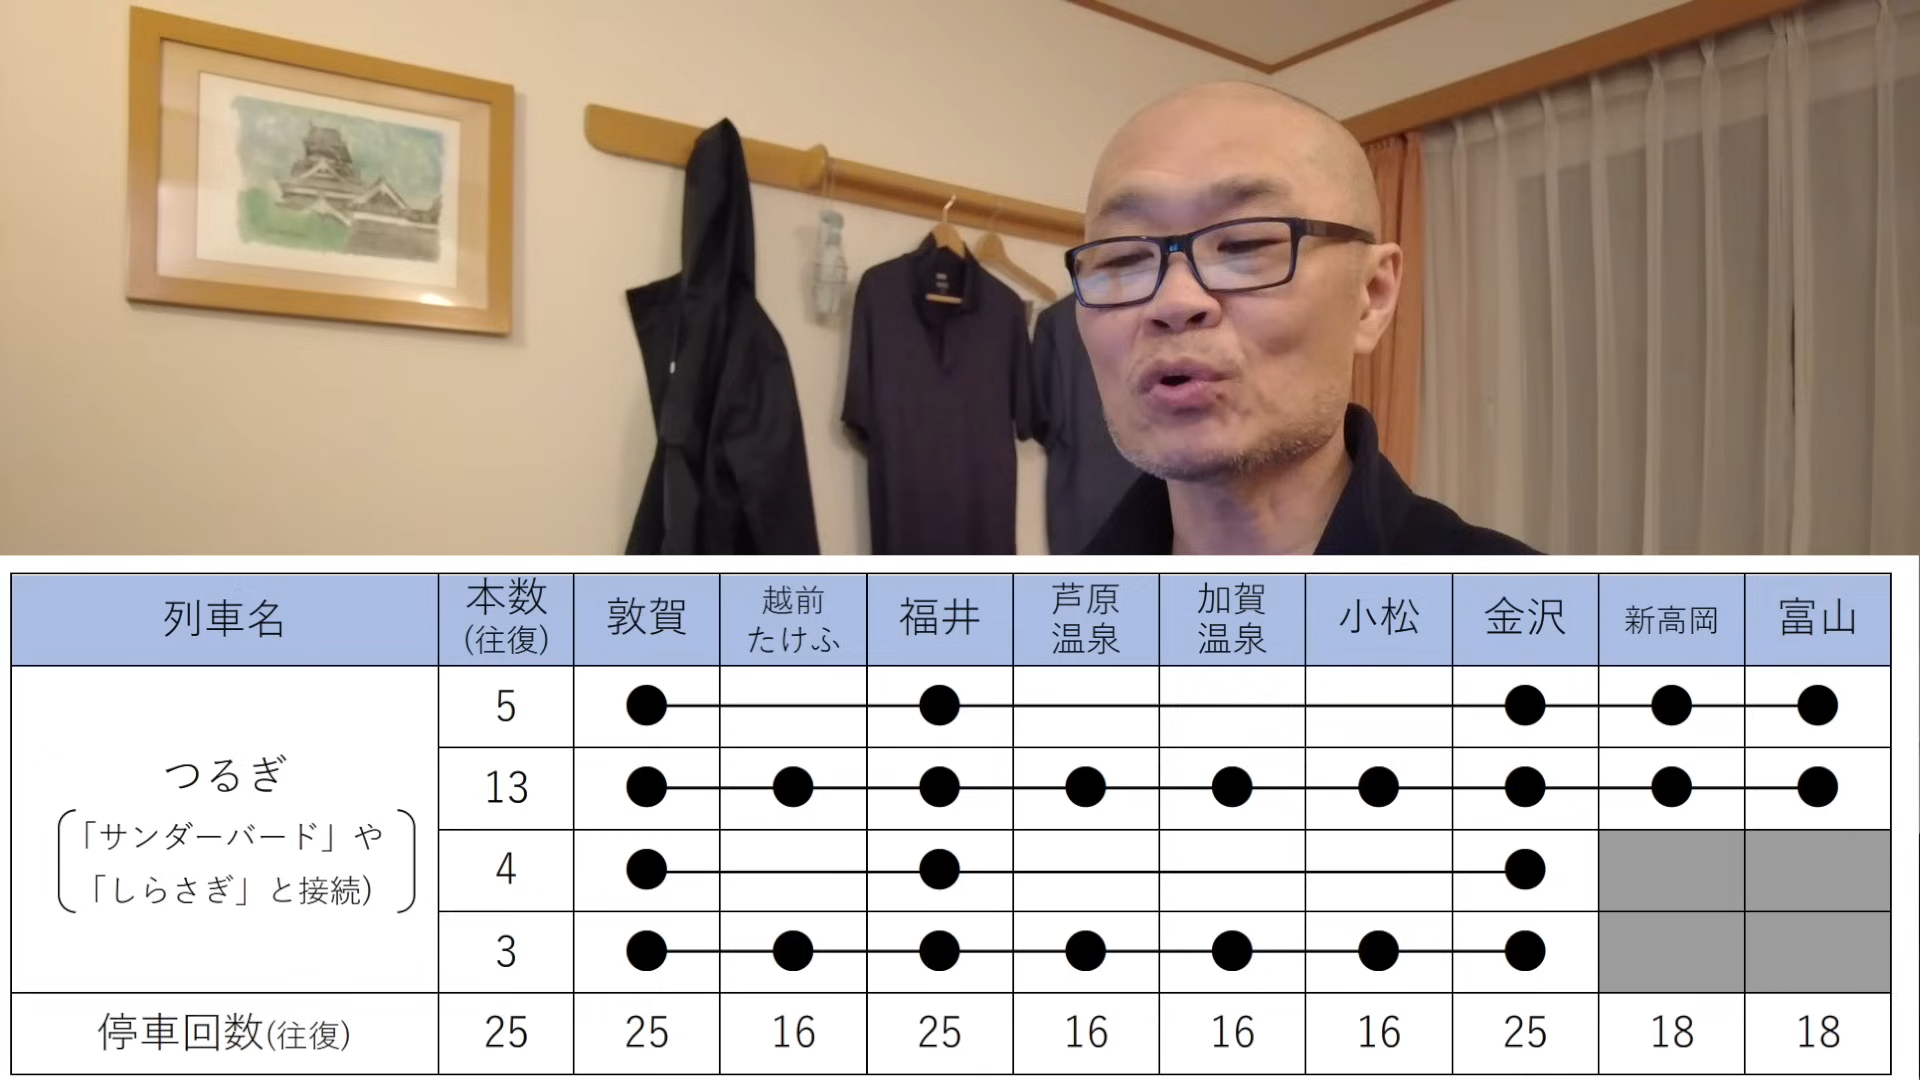 列車名 本数 敦賀 越前 福井 芦原 加賀 小松 金沢 新高岡 富山
(往復) たけふ 温泉 温泉
5
つるぎ 13
「サンダーバード」や 4
「しらさぎ」と接続) 3
停車回数(往復) 25 25 16 25 16 16 16 25 18 18